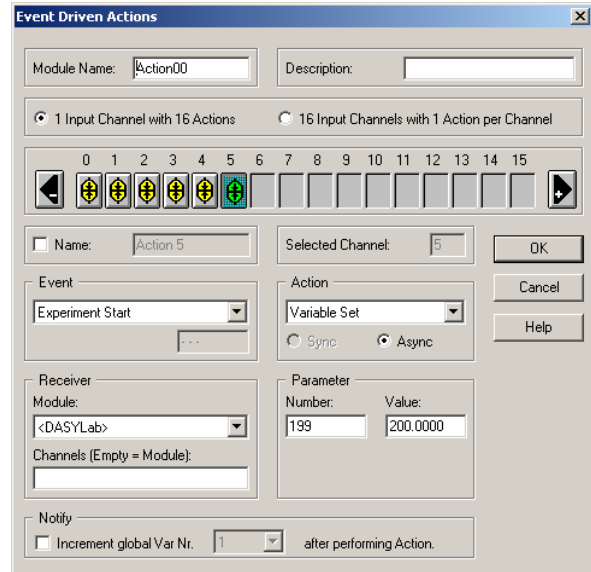 Event Driven Actions
Module Name: Action00 Description:
1 Input Channel with 16 Actions 16 Input Channels with 1 Action per Channel
0 1 2 3 4 5 6 7 8 9 10 11 12 13 14 15
Name: Action 5 Selected Channel: 5 OK
Event Action Cancel
Experiment Start Variable Set
--- Sync Async Help
Receiver Parameter
Module: Number: Value:
<DASYLab> 199 200.0000
Channels (Empty = Module):
Notify
Increment global Var Nr. 1 after performing Action.